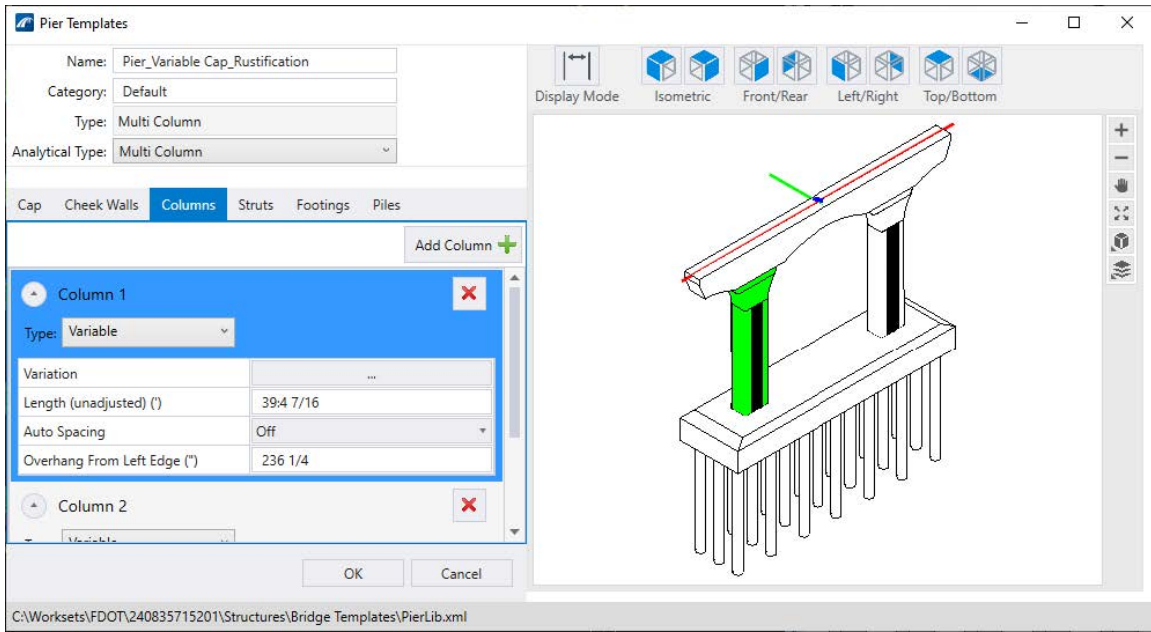 Pier Templates
Name: Pier_Variable Cap_Rustification
Category: Default
Type: Multi Column
Analytical Type: Multi Column
Display Mode Isometric Front/Rear Left/Right Top/Bottom
Cap Cheek Walls Columns Struts Footings Piles
Add Column
Column 1
Type: Variable
Variation ...
Length (unadjusted) (') 39:4 7/16
Auto Spacing Off
Overhang From Left Edge (") 236 1/4
Column 2
OK Cancel
C:\Worksets\FDOT\240835715201\Structures\Bridge Templates\PierLib.xml